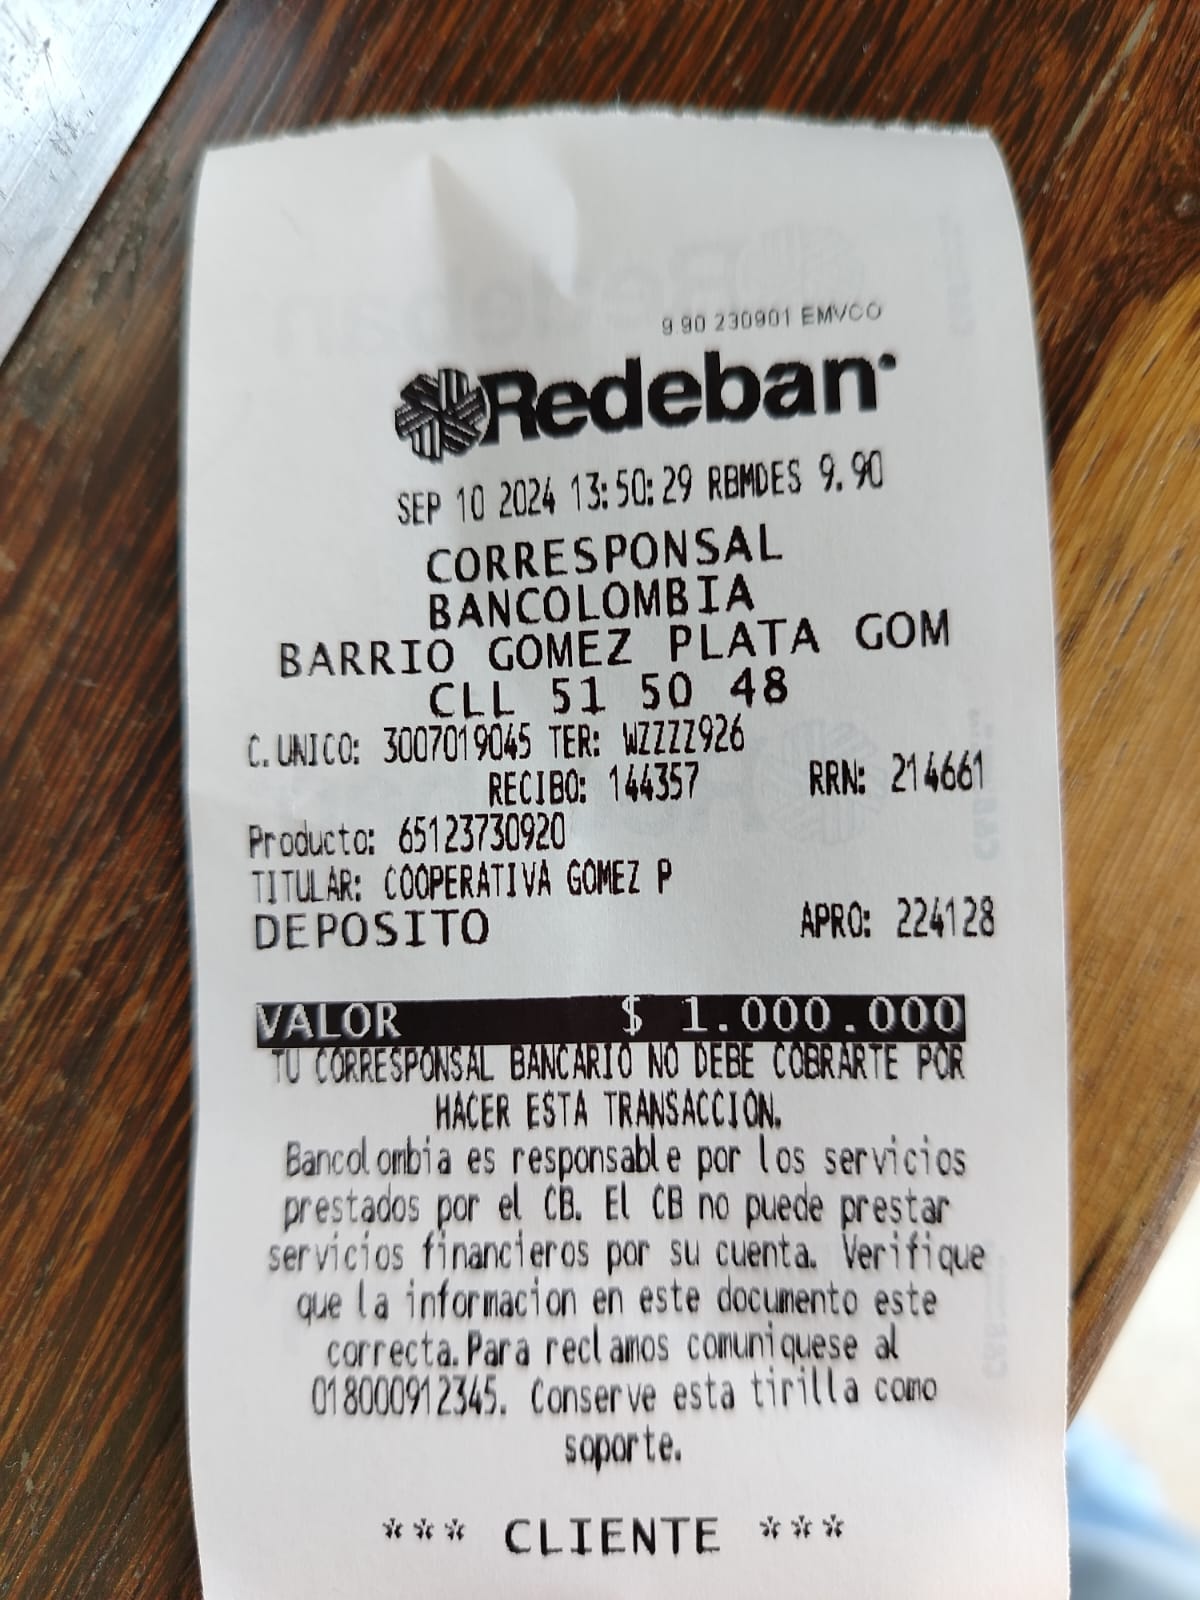 9.90 230901 EMVCO
Redeban
SEP 10 2024 13:50:29 RBMDES 9.90
CORRESPONSAL
BANCOLOMBIA
BARRIO GOMEZ PLATA GOM
CLL 51 50 48
C.UNICO: 3007019045 TER: WZZZZ926
RECIBO: 144357 RRN: 214661
Producto: 65123730920
TITULAR: COOPERATIVA GOMEZ P
DEPOSITO APRO: 224128
VALOR $ 1.000.000
TU CORRESPONSAL BANCARIO NO DEBE COBRARTE POR
HACER ESTA TRANSACCION.
Bancolombia es responsable por los servicios
prestados por el CB. El CB no puede prestar
servicios financieros por su cuenta. Verifique
que la informacion en este documento este
correcta.Para reclamos comuniquese al
018000912345. Conserve esta tirilla como
soporte.
*** CLIENTE ***